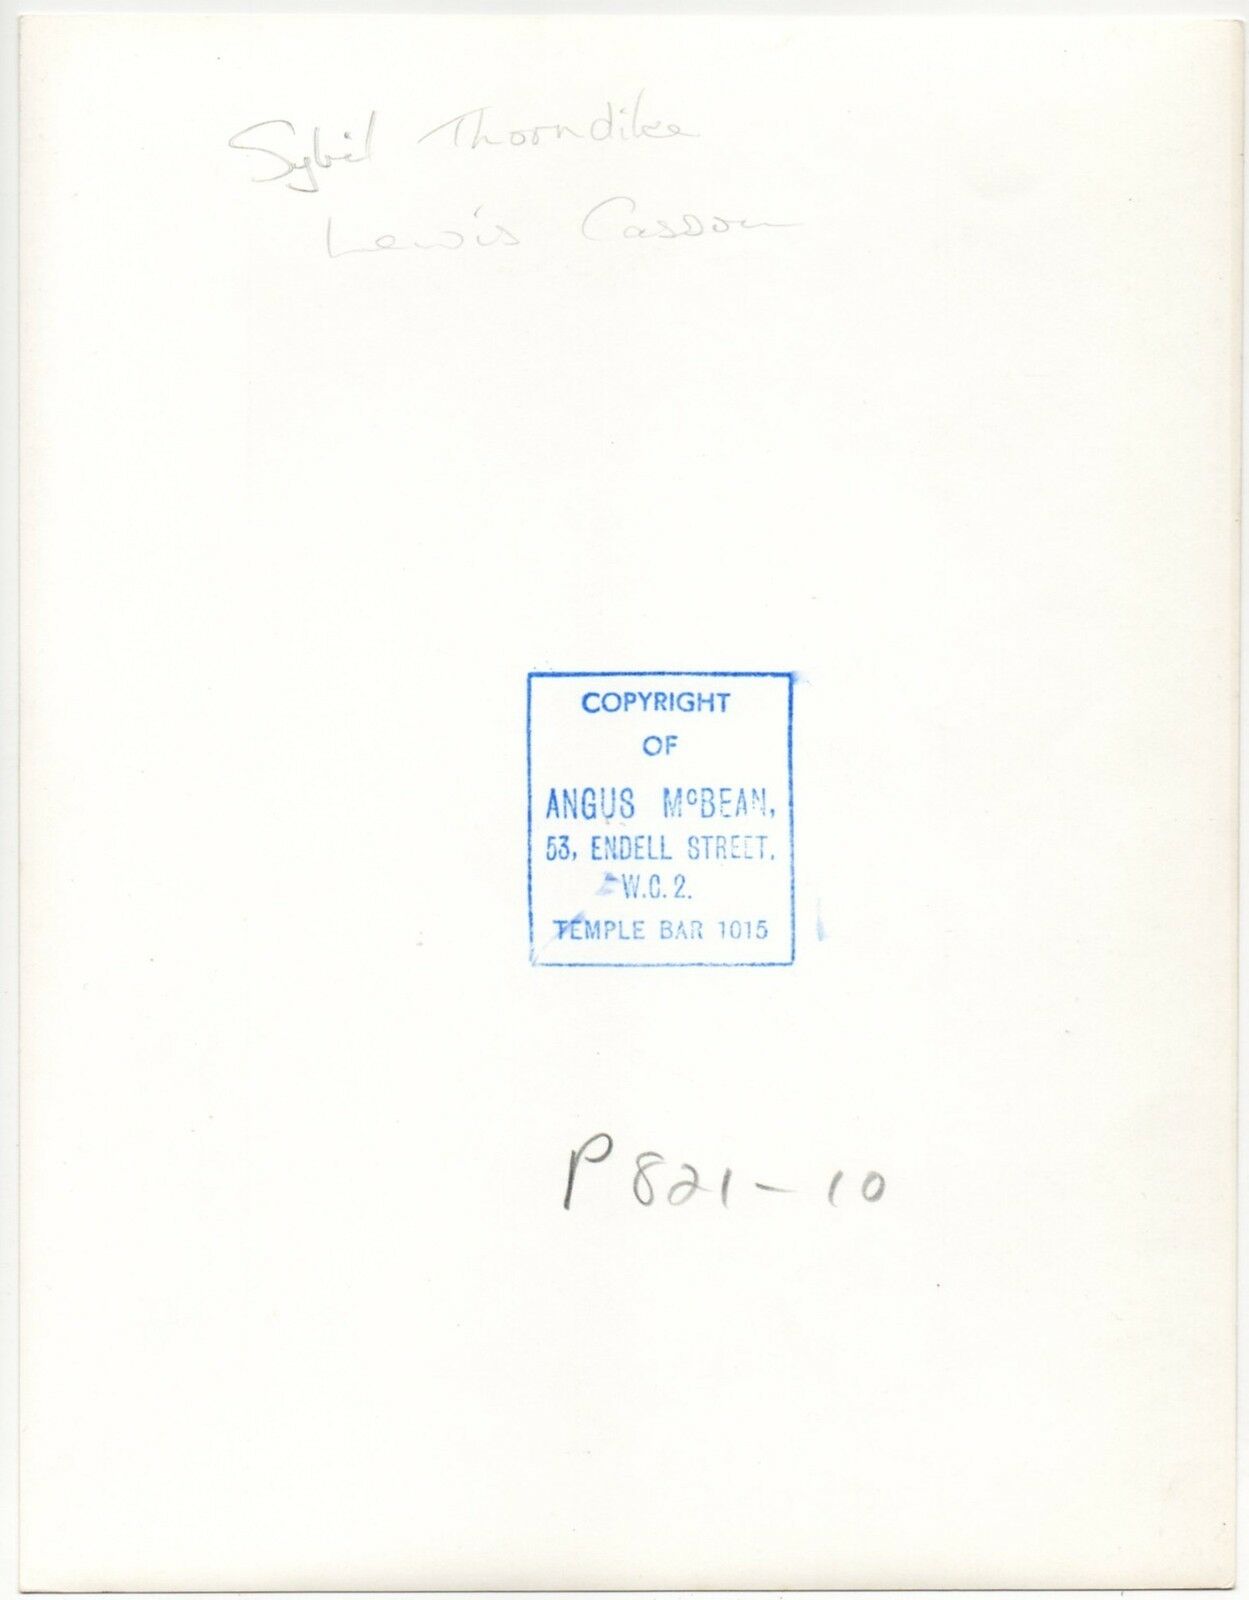 Sybil Thorndike
Lewis Casson
COPYRIGHT
OF
ANGUS McBEAN,
53, ENDELL STREET,
W.C.2.
TEMPLE BAR 1015
P821-10